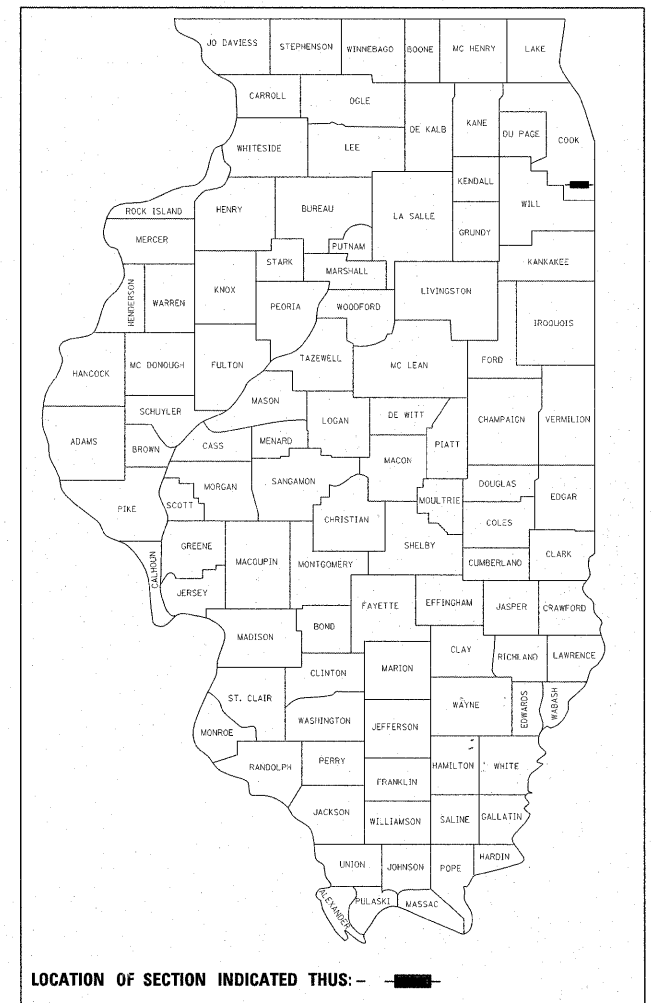 JO DAVIESS
STEPHENSON
WINNEBAGO
BOONE
MC HENRY
LAKE
CARROLL
OGLE
DE KALB
KANE
DU PAGE
COOK
WHITESIDE
LEE
KENDALL
WILL
ROCK ISLAND
HENRY
BUREAU
LA SALLE
GRUNDY
MERCER
PUTNAM
KANKAKEE
STARK
MARSHALL
HENDERSON
WARREN
KNOX
PEORIA
WOODFORD
LIVINGSTON
IROQUOIS
HANCOCK
MC DONOUGH
FULTON
TAZEWELL
MC LEAN
FORD
MASON
SCHUYLER
LOGAN
DE WITT
CHAMPAIGN
VERMILION
ADAMS
BROWN
CASS
MENARD
PIATT
MACON
MORGAN
SANGAMON
DOUGLAS
EDGAR
PIKE
SCOTT
MOULTRIE
CHRISTIAN
COLES
GREENE
MACOUPIN
MONTGOMERY
SHELBY
CUMBERLAND
CLARK
CALHOUN
JERSEY
FAYETTE
EFFINGHAM
JASPER
CRAWFORD
MADISON
BOND
CLAY
RICHLAND
LAWRENCE
MARION
CLINTON
ST. CLAIR
WAYNE
EDWARDS
WABASH
WASHINGTON
JEFFERSON
MONROE
RANDOLPH
PERRY
HAMILTON
WHITE
FRANKLIN
JACKSON
WILLIAMSON
SALINE
GALLATIN
UNION
JOHNSON
POPE
HARDIN
ALEXANDER
PULASKI
MASSAC
LOCATION OF SECTION INDICATED THUS: –